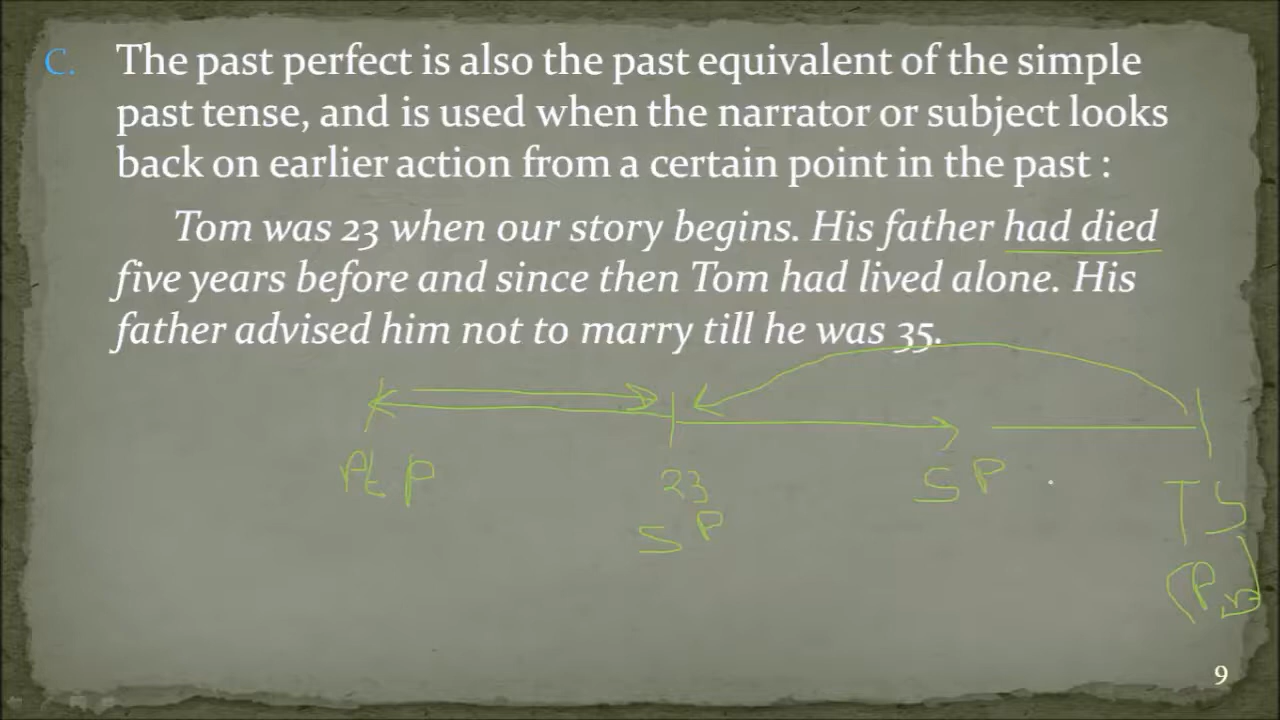 C. The past perfect is also the past equivalent of the simple
past tense, and is used when the narrator or subject looks
back on earlier action from a certain point in the past :
Tom was 23 when our story begins. His father had died
five years before and since then Tom had lived alone. His
father advised him not to marry till he was 35.
Pt P
23
S P
S P
T S
9